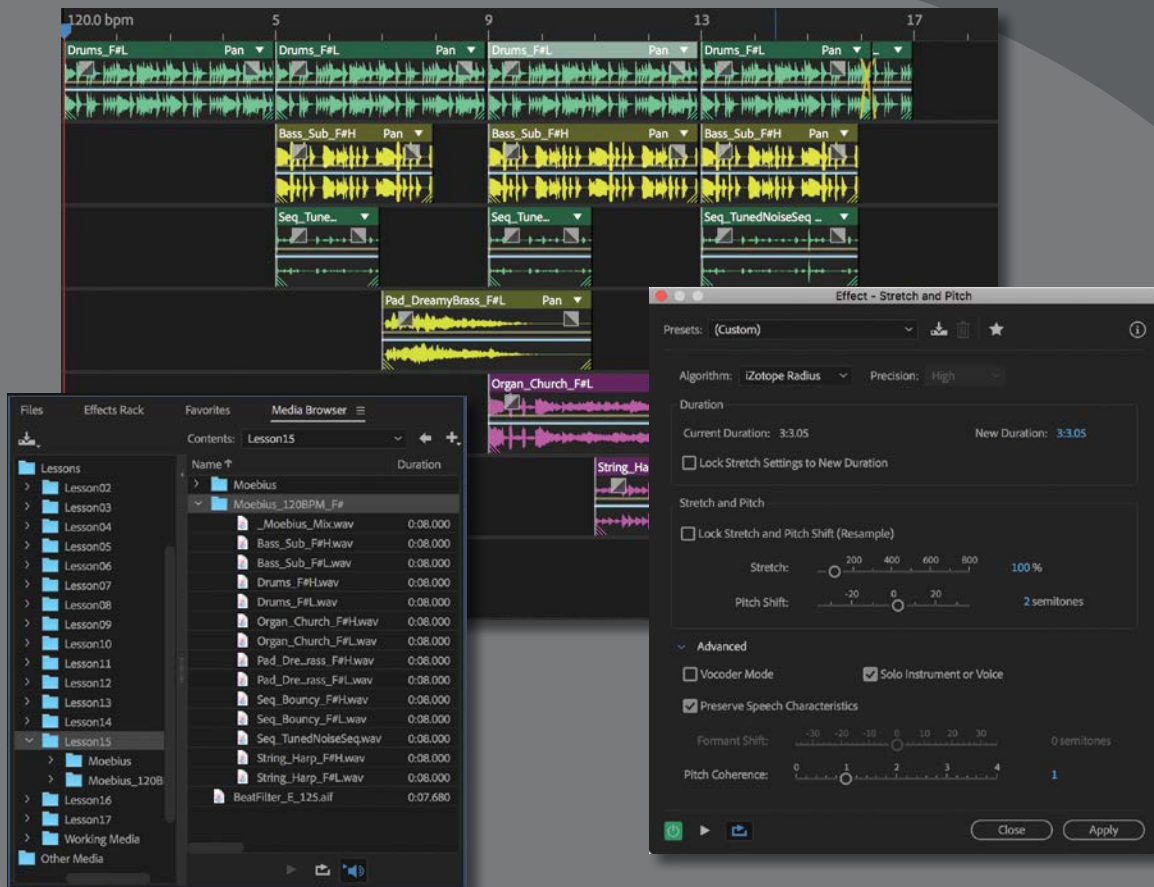 120.0 bpm 5 9 13 17
Drums_F#L Pan Drums_F#L Pan Drums_F#L Pan Drums_F#L Pan
Bass_Sub_F#H Pan Bass_Sub_F#H Pan Bass_Sub_F#H Pan
Seq_Tune... Seq_Tune... Seq_TunedNoiseSeq
Pad_DreamyBrass_F#L Pan
Organ_Church_F#L
String_Ha
Files Effects Rack Favorites Media Browser
Contents: Lesson15
Name Duration
Lessons
Lesson02
Lesson03
Lesson04
Lesson05
Lesson06
Lesson07
Lesson08
Lesson09
Lesson10
Lesson11
Lesson12
Lesson13
Lesson14
Lesson15
Moebius
Moebius_120B
Lesson16
Lesson17
Working Media
Other Media
Moebius
Moebius_120BPM_F#
_Moebius_Mix.wav 0:08.000
Bass_Sub_F#H.wav 0:08.000
Bass_Sub_F#L.wav 0:08.000
Drums_F#H.wav 0:08.000
Drums_F#L.wav 0:08.000
Organ_Church_F#H.wav 0:08.000
Organ_Church_F#L.wav 0:08.000
Pad_Dre...rass_F#H.wav 0:08.000
Pad_Dre...rass_F#L.wav 0:08.000
Seq_Bouncy_F#H.wav 0:08.000
Seq_Bouncy_F#L.wav 0:08.000
Seq_TunedNoiseSeq.wav 0:08.000
String_Harp_F#H.wav 0:08.000
String_Harp_F#L.wav 0:08.000
BeatFilter_E_125.aif 0:07.680
Effect - Stretch and Pitch
Presets: (Custom)
Algorithm: iZotope Radius Precision: High
Duration
Current Duration: 3:3.05 New Duration: 3:3.05
Lock Stretch Settings to New Duration
Stretch and Pitch
Lock Stretch and Pitch Shift (Resample)
200 400 600 800
Stretch: 100 %
-20 0 20
Pitch Shift: 2 semitones
Advanced
Vocoder Mode Solo Instrument or Voice
Preserve Speech Characteristics
-30 -20 -10 0 10 20 30
Formant Shift: 0 semitones
0 1 2 3 4
Pitch Coherence: 1
Close Apply